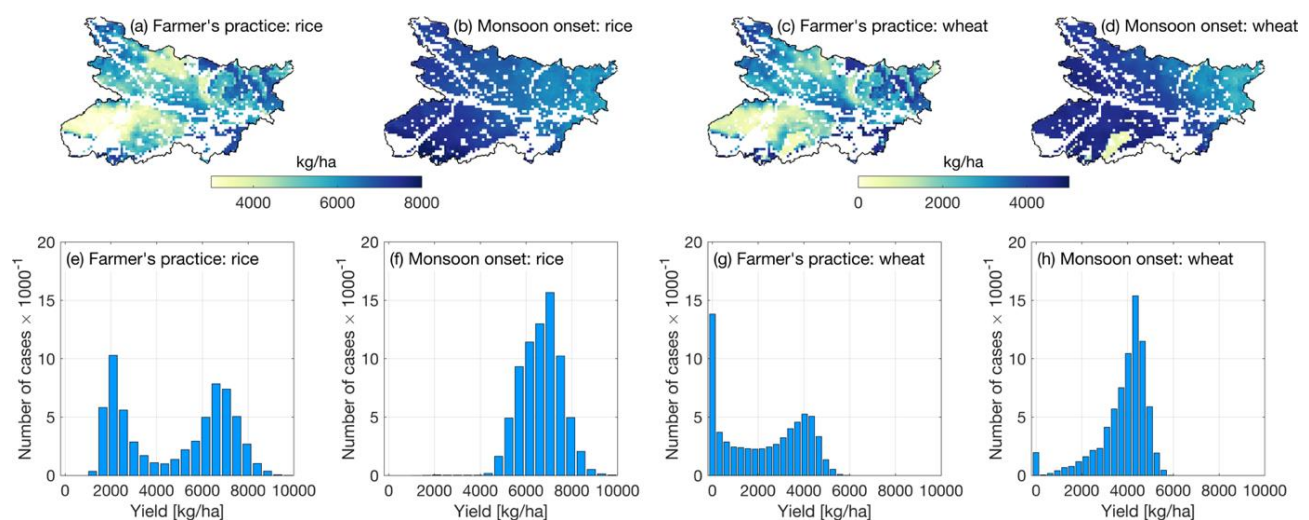 (a) Farmer's practice: rice
(b) Monsoon onset: rice
(c) Farmer's practice: wheat
(d) Monsoon onset: wheat
kg/ha
4000 6000 8000
kg/ha
0 2000 4000
20
15
10
5
0
Number of cases × 1000⁻¹
(e) Farmer's practice: rice
0 2000 4000 6000 8000 10000
Yield [kg/ha]
20
15
10
5
0
Number of cases × 1000⁻¹
(f) Monsoon onset: rice
0 2000 4000 6000 8000 10000
Yield [kg/ha]
20
15
10
5
0
Number of cases × 1000⁻¹
(g) Farmer's practice: wheat
0 2000 4000 6000 8000 10000
Yield [kg/ha]
20
15
10
5
0
Number of cases × 1000⁻¹
(h) Monsoon onset: wheat
0 2000 4000 6000 8000 10000
Yield [kg/ha]